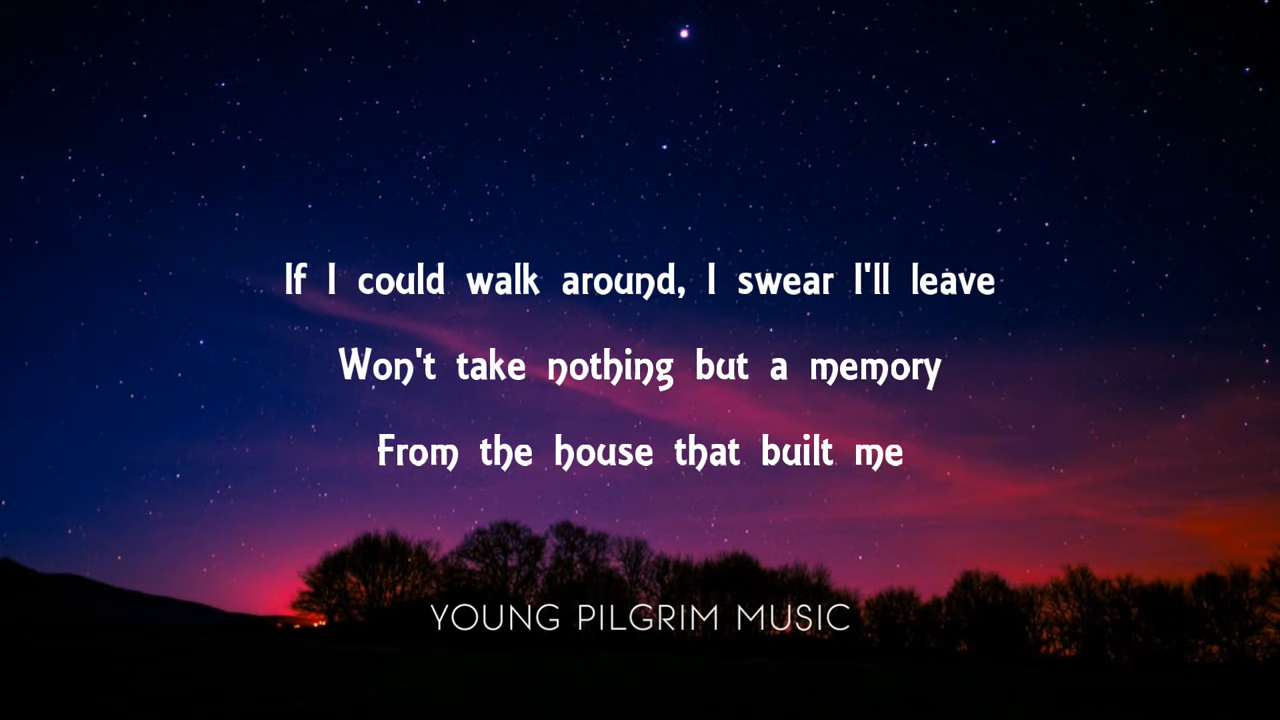 If I could walk around, I swear I'll leave
Won't take nothing but a memory
From the house that built me
YOUNG PILGRIM MUSIC